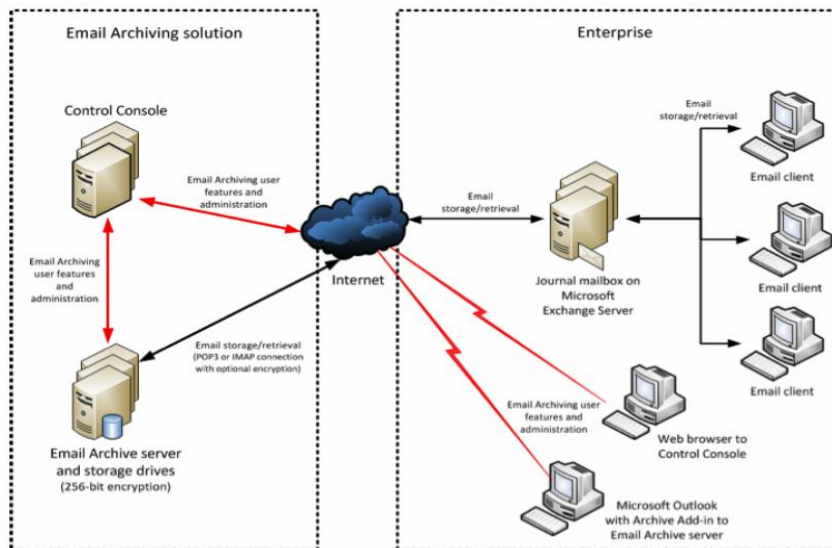 Email Archiving solution
Enterprise
Control Console
Email Archiving user
features and
administration
Email Archiving
user features
and
administration
Internet
Email storage/retrieval
(POP3 or IMAP connection
with optional encryption)
Email Archive server
and storage drives
(256-bit encryption)
Email
storage/retrieval
Journal mailbox on
Microsoft
Exchange Server
Email
storage/retrieval
Email client
Email client
Email client
Email Archiving user
features and
administration
Web browser to
Control Console
Microsoft Outlook
with Archive Add-in to
Email Archive server